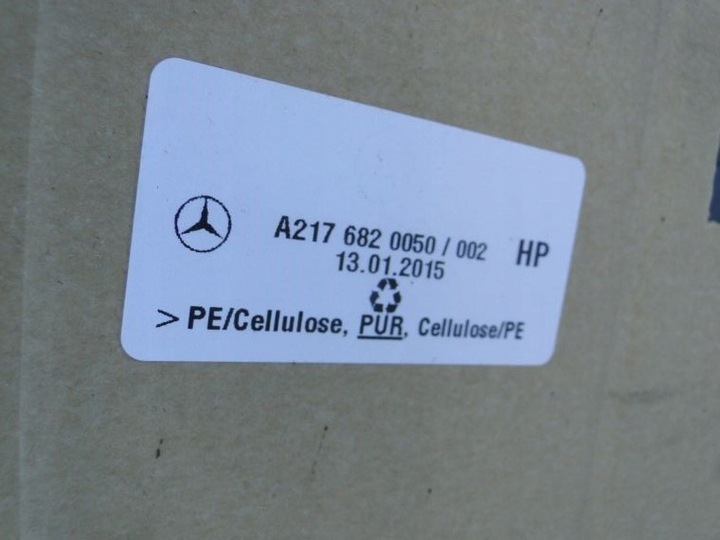 A217 682 0050 / 002 HP
13.01.2015
> PE/Cellulose, PUR, Cellulose/PE